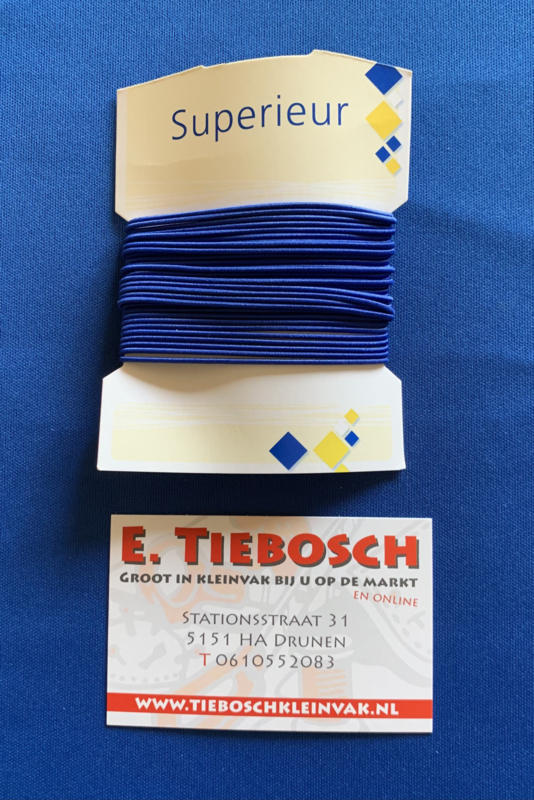 Superieur
E. TIEBOSCH
GROOT IN KLEINVAK BIJ U OP DE MARKT
EN ONLINE
STATIONSSTRAAT 31
5151 HA DRUNEN
T 0610552083
WWW.TIEBOSCHKLEINVAK.NL